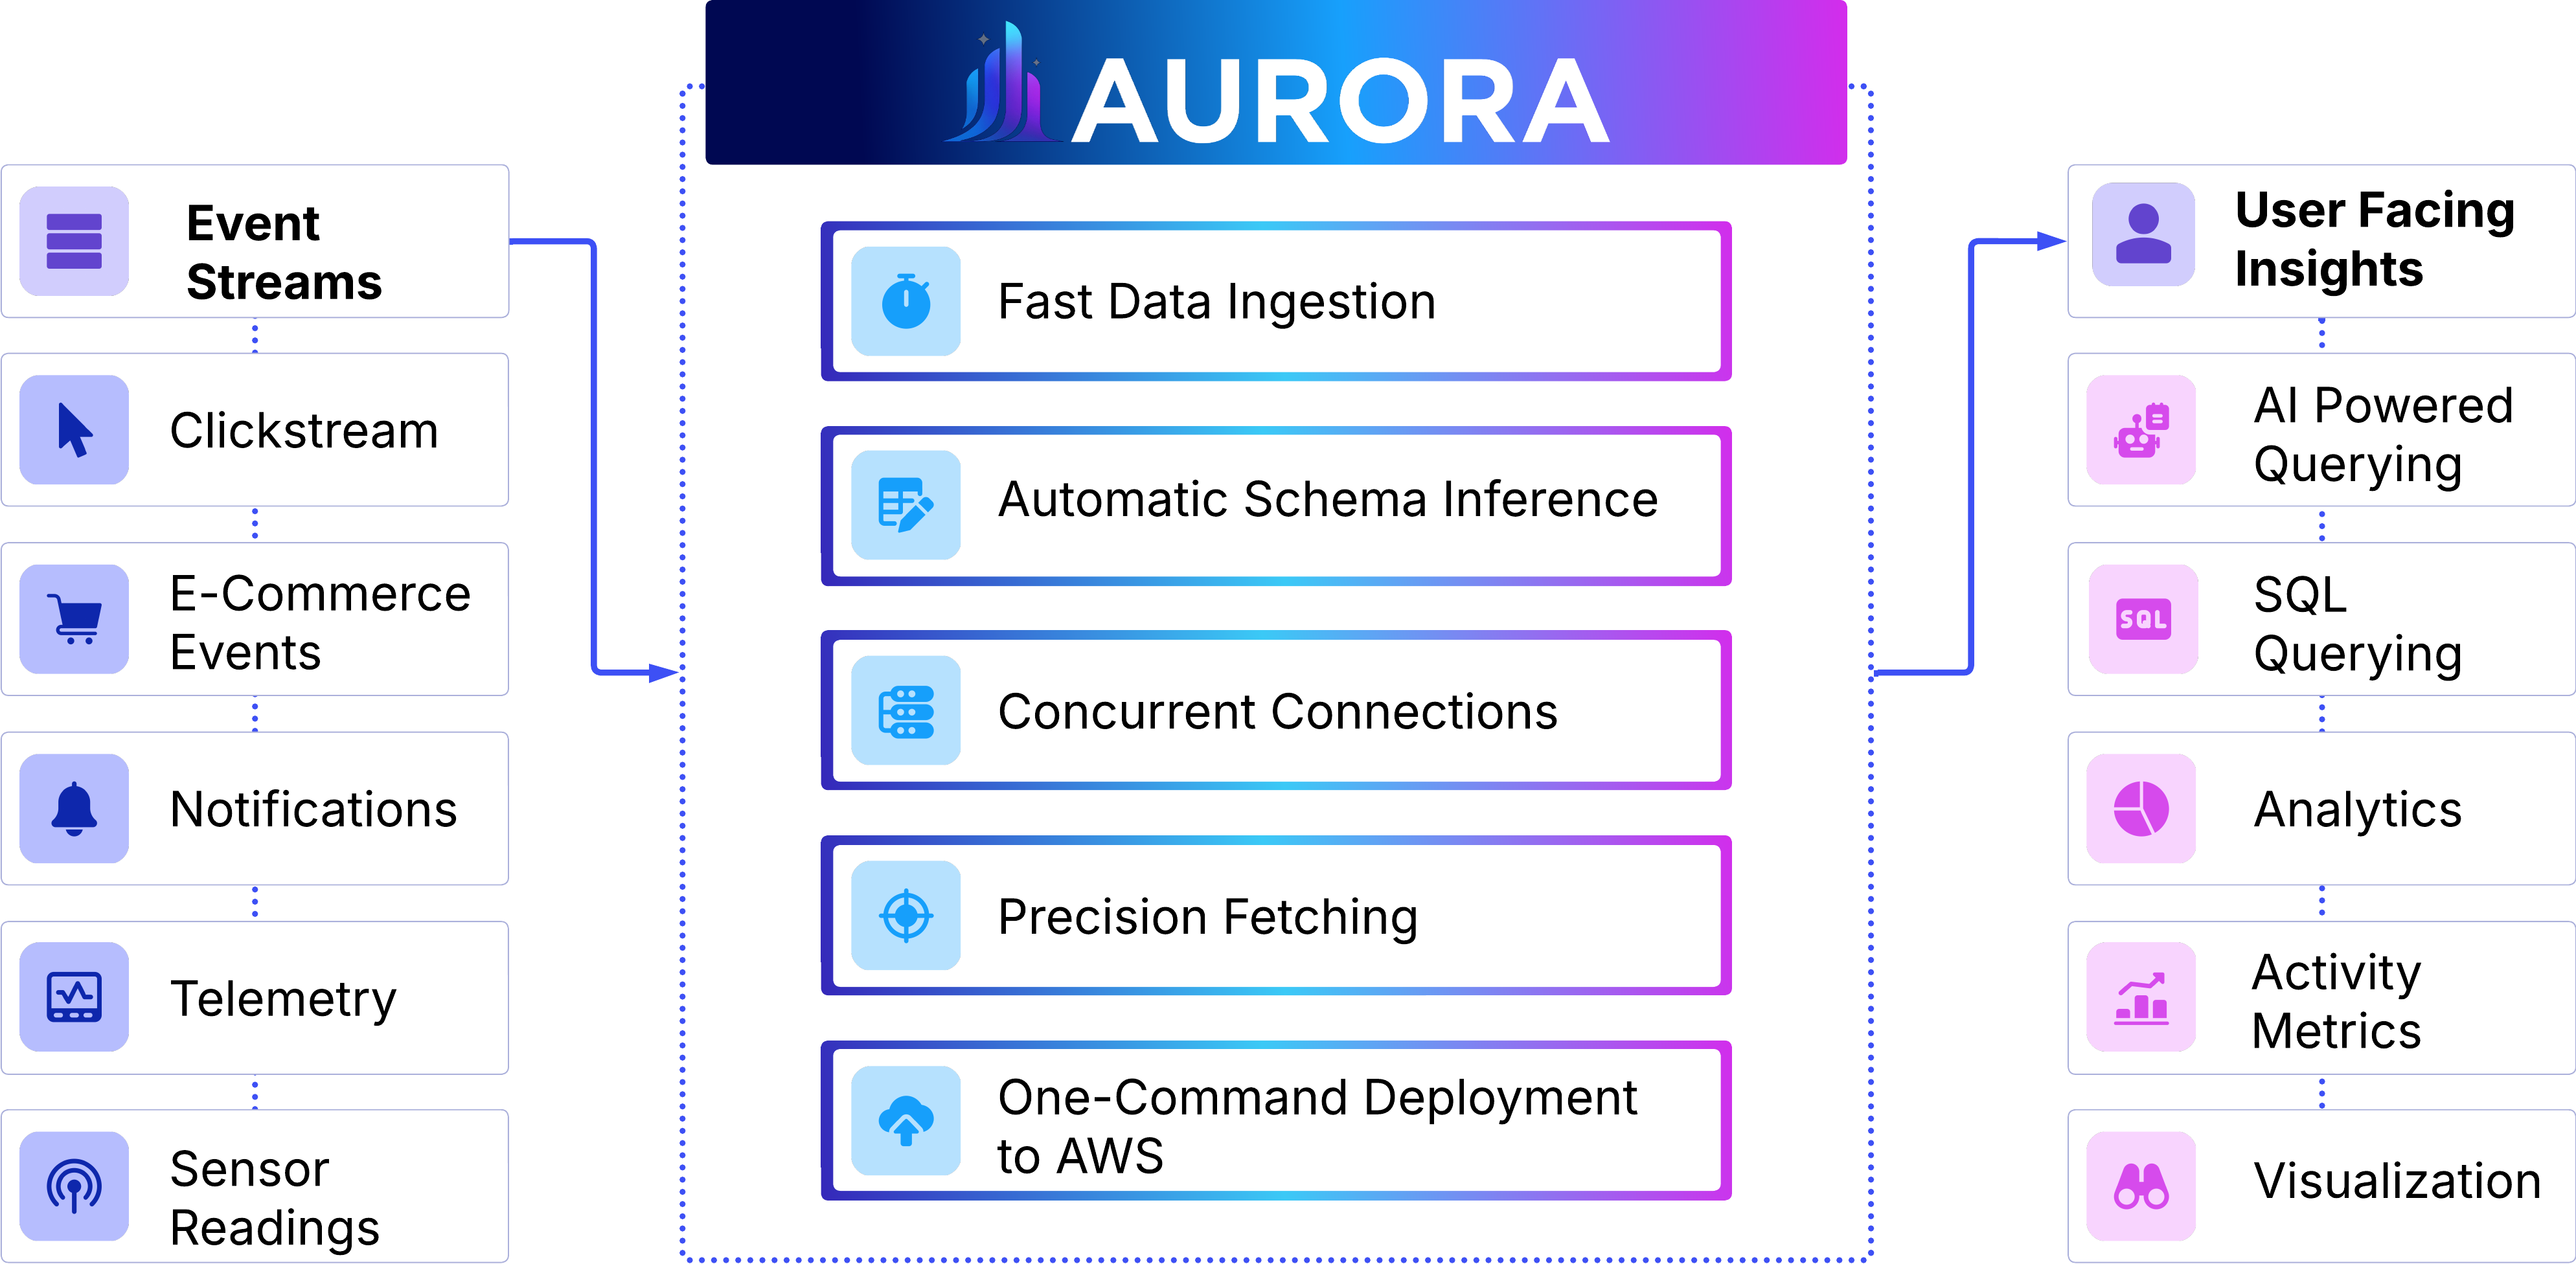 AURORA
Event
Streams
Clickstream
E-Commerce
Events
Notifications
Telemetry
Sensor
Readings
Fast Data Ingestion
Automatic Schema Inference
Concurrent Connections
Precision Fetching
One-Command Deployment
to AWS
User Facing
Insights
AI Powered
Querying
SQL
SQL
Querying
Analytics
Activity
Metrics
Visualization